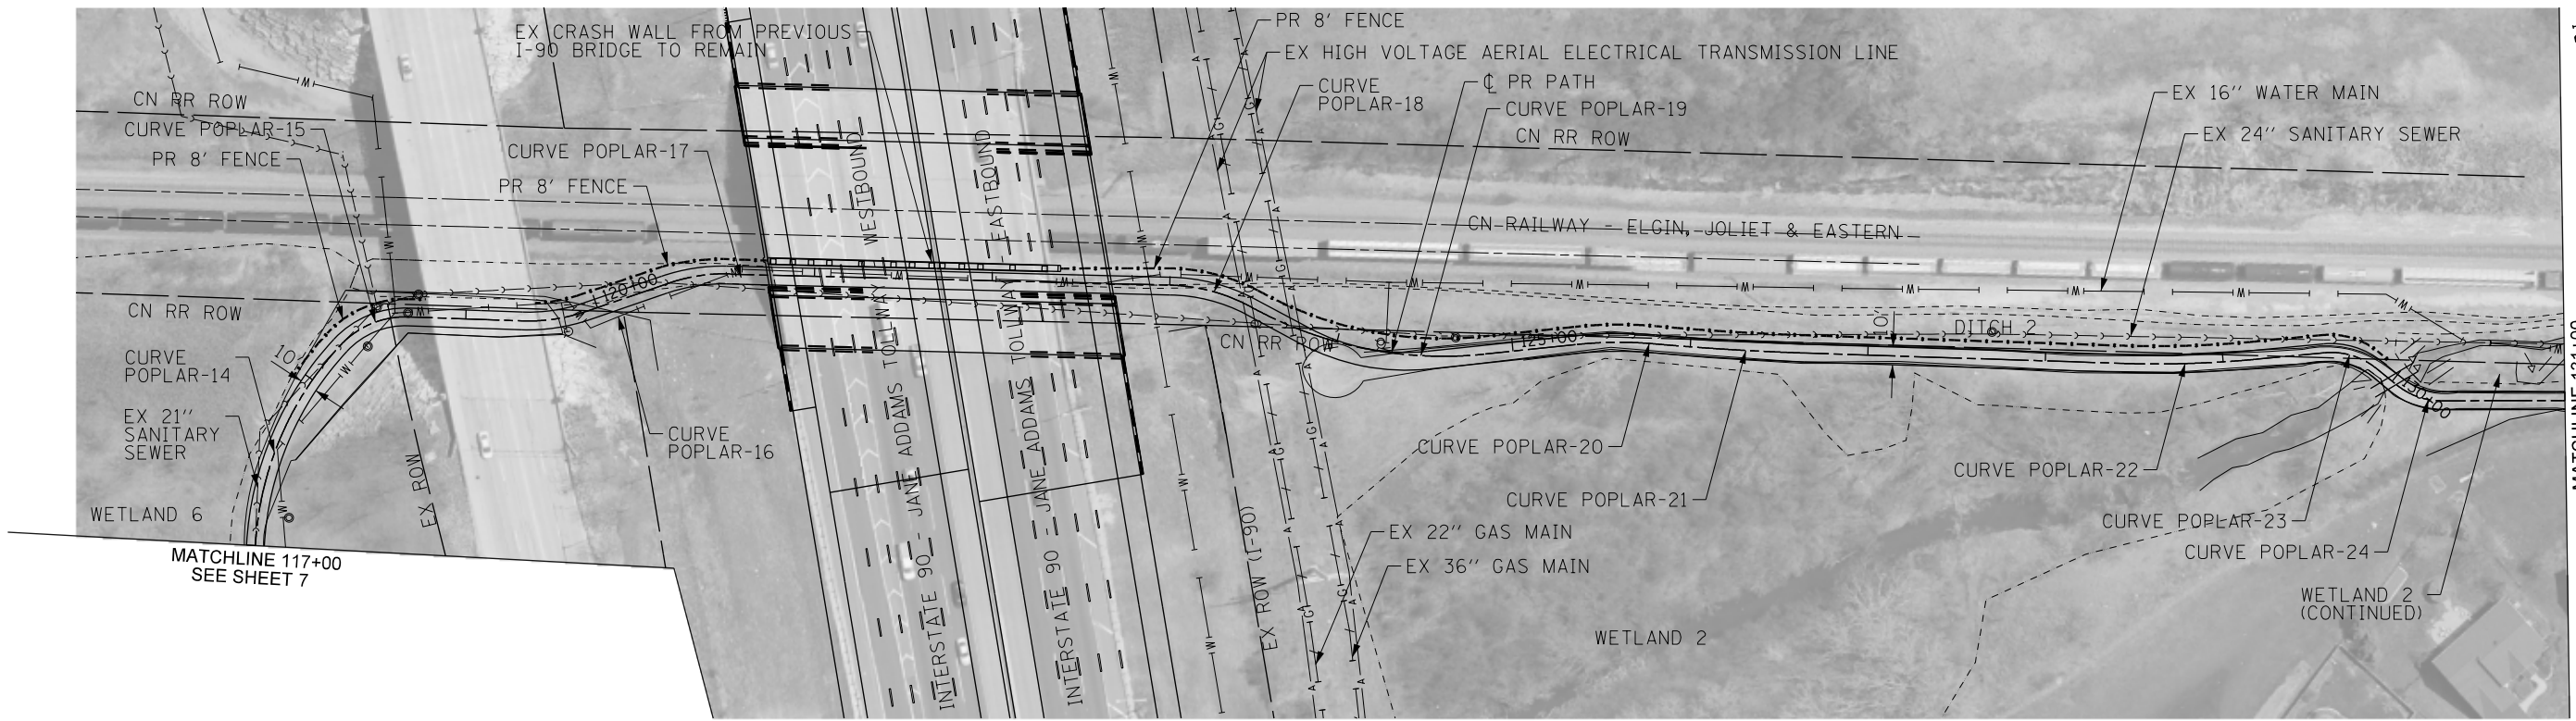 EX CRASH WALL FROM PREVIOUS
I-90 BRIDGE TO REMAIN
PR 8' FENCE
EX HIGH VOLTAGE AERIAL ELECTRICAL TRANSMISSION LINE
CURVE
POPLAR-18
℄ PR PATH
CURVE POPLAR-19
CN RR ROW
EX 16'' WATER MAIN
EX 24'' SANITARY SEWER
CN RR ROW
CURVE POPLAR-15
PR 8' FENCE
CURVE POPLAR-17
PR 8' FENCE
CN RAILWAY - ELGIN, JOLIET & EASTERN
CN RR ROW
120+00
CN RR ROW
125+00
10'
DITCH 2
130+00
10'
CURVE
POPLAR-14
EX 21''
SANITARY
SEWER
EX ROW
CURVE
POPLAR-16
INTERSTATE 90 - JANE ADDAMS TOLLWAY - WESTBOUND
INTERSTATE 90 - JANE ADDAMS TOLLWAY - EASTBOUND
EX ROW (I-90)
CURVE POPLAR-20
CURVE POPLAR-21
CURVE POPLAR-22
CURVE POPLAR-23
CURVE POPLAR-24
WETLAND 6
MATCHLINE 117+00
SEE SHEET 7
EX 22'' GAS MAIN
EX 36'' GAS MAIN
WETLAND 2
WETLAND 2
(CONTINUED)
MATCHLINE 131+00